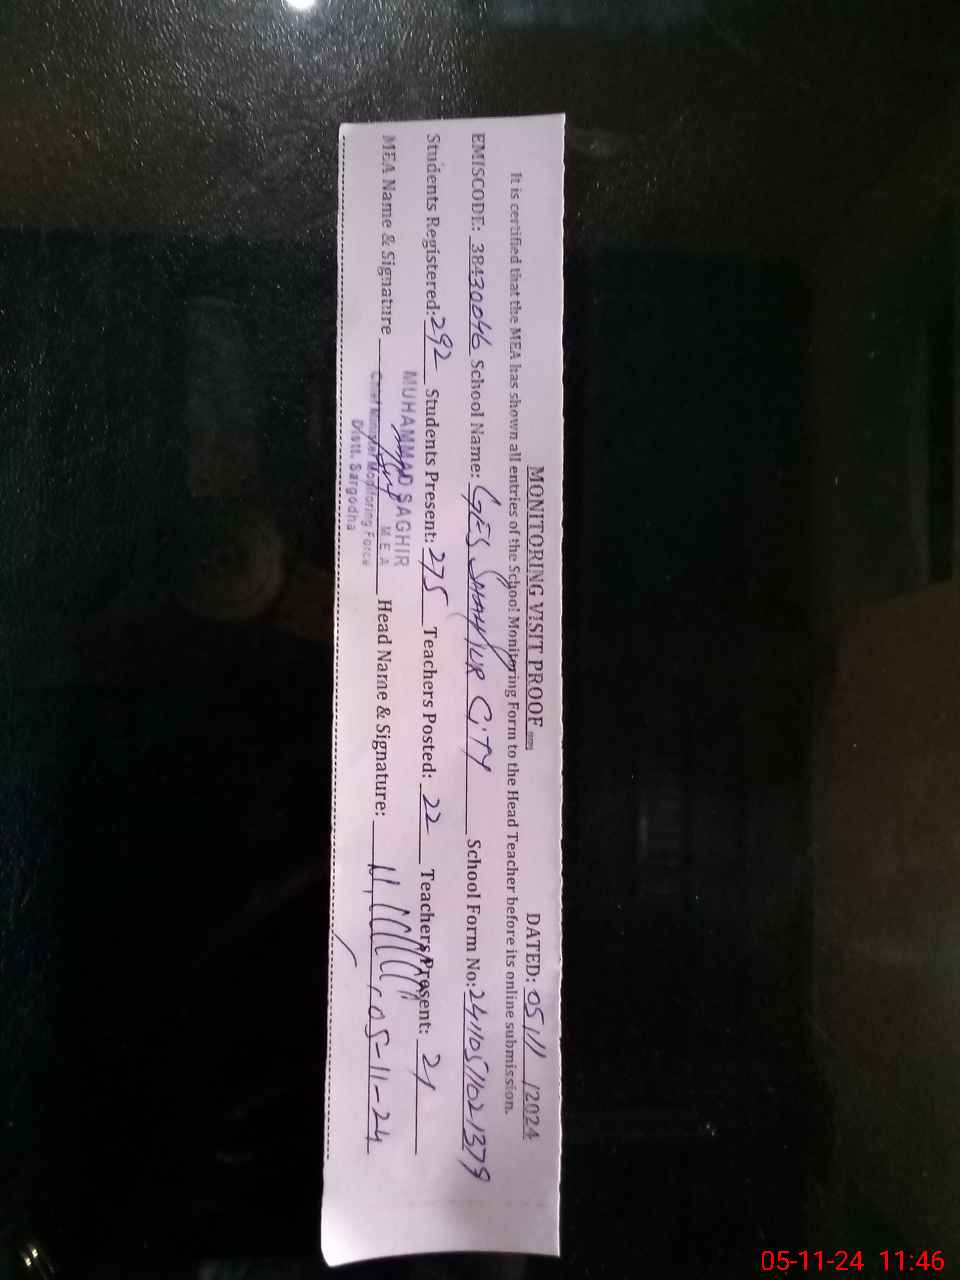 MONITORING VISIT PROOF DATED: 05/11/2024
It is certified that the MEA has shown all entries of the School Monitoring Form to the Head Teacher before its online submission.
EMISCODE: 38430046 School Name: GES SHAHPUR CITY School Form No: 2411051021379
Students Registered: 292 Students Present: 275 Teachers Posted: 22 Teachers Present: 21
MEA Name & Signature Head Name & Signature: 05-11-24
MUHAMMAD SAGHIR
M.E.A
Chief Minister Monitoring Force
Distt. Sargodha
05-11-24 11:46